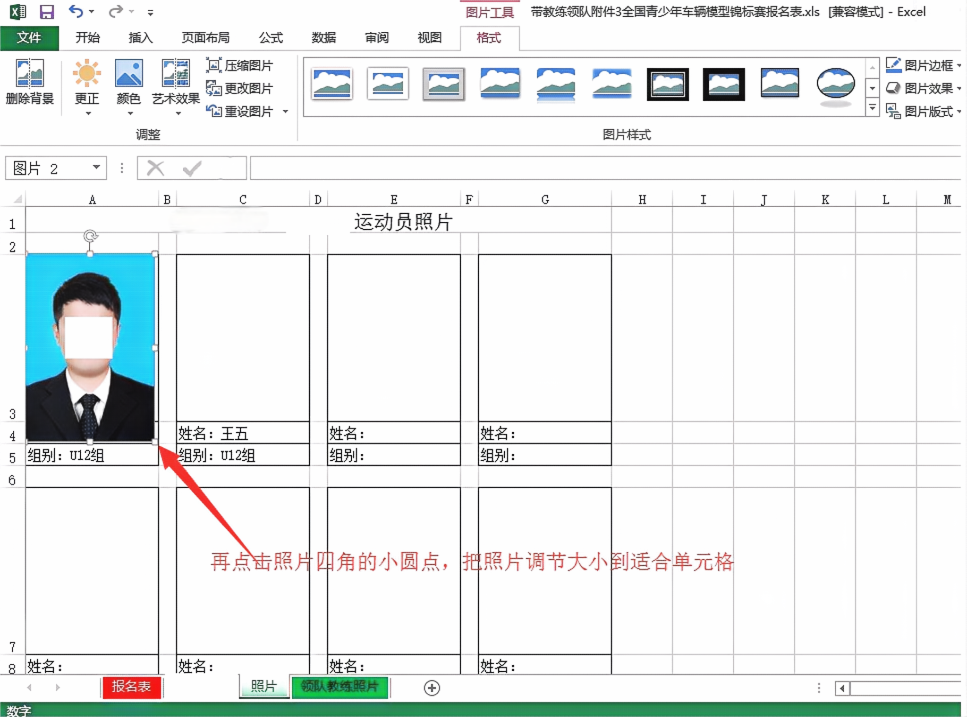 图片工具 带教练领队附件3全国青少年车辆模型锦标赛报名表.xls [兼容模式] - Excel
文件 开始 插入 页面布局 公式 数据 审阅 视图 格式
删除背景 更正 颜色 艺术效果 压缩图片 更改图片 重设图片
图片边框
图片效果
图片版式
调整 图片样式
图片 2
A B C D E F G H I J K L M
1 运动员照片
2
3
4 姓名: 王五 姓名: 姓名:
5 组别: U12组 组别: U12组 组别: 组别:
6
再点击照片四角的小圆点, 把照片调节大小到适合单元格
7
8 姓名: 姓名: 姓名: 姓名:
报名表 照片 领队教练照片
数字